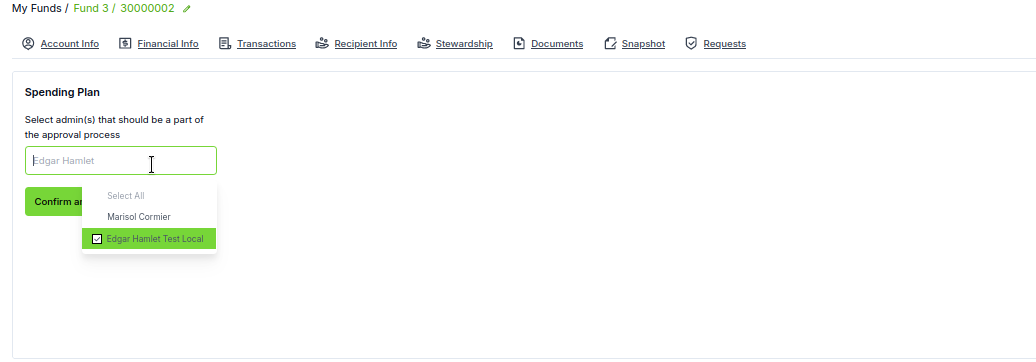 My Funds / Fund 3 / 30000002
Account Info Financial Info Transactions Recipient Info Stewardship Documents Snapshot Requests
Spending Plan
Select admin(s) that should be a part of
the approval process
Edgar Hamlet
Select All
Confirm
Marisol Cormier
Edgar Hamlet Test Local